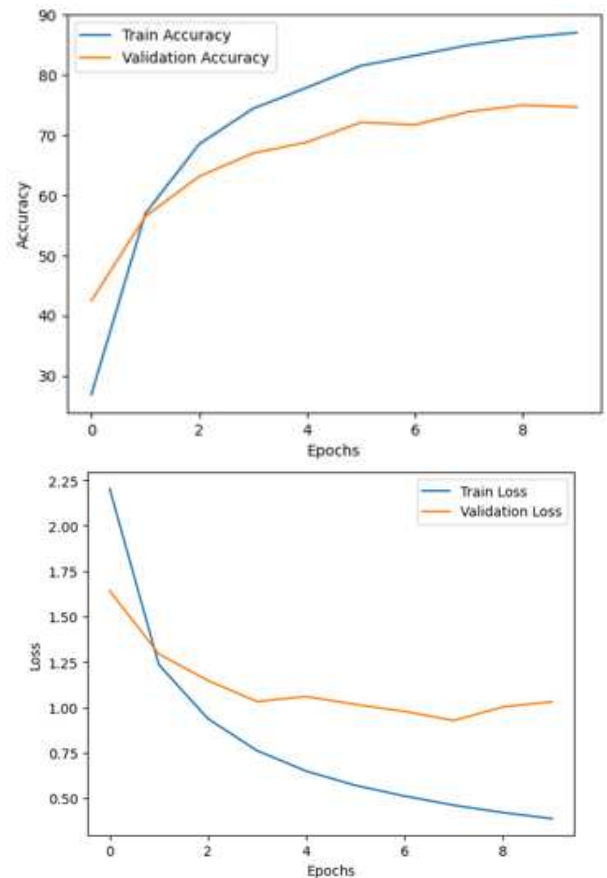 90
80
70
60
50
40
30
Accuracy
Train Accuracy
Validation Accuracy
0 2 4 6 8
Epochs
2.25
2.00
1.75
1.50
1.25
1.00
0.75
0.50
Loss
Train Loss
Validation Loss
0 2 4 6 8
Epochs